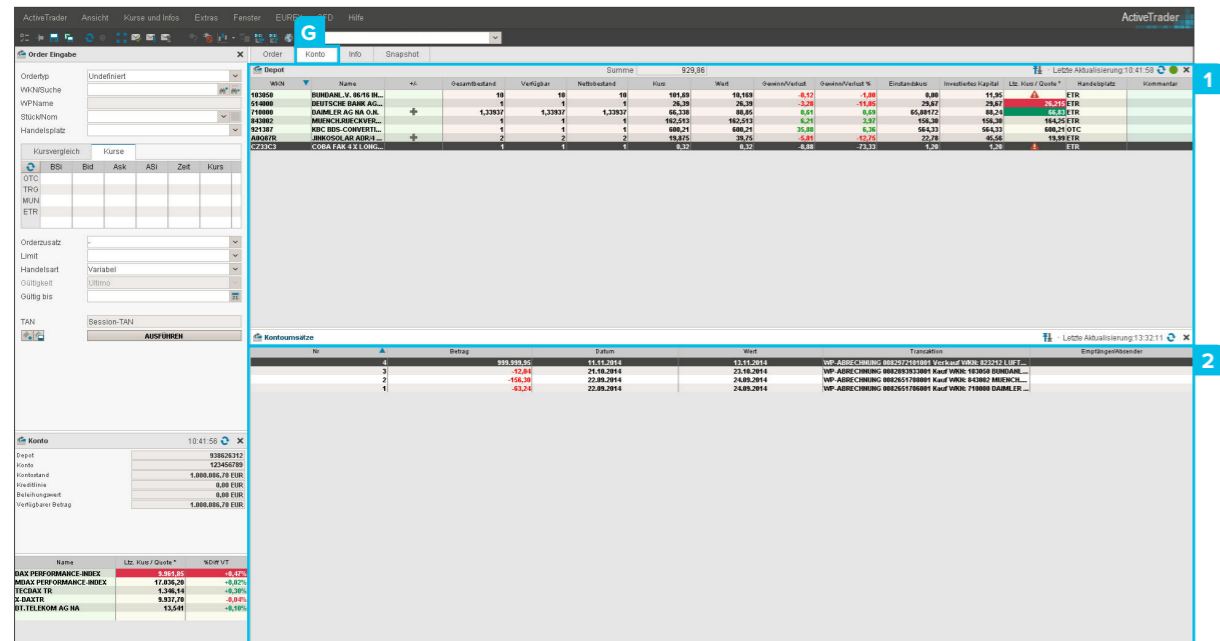 ActiveTrader Ansicht Kurse und Infos Extras Fenster Hilfe ActiveTrader
G
Order Eingabe
Order Konto Info Snapshot
Depot Summe 929,86 Letzte Aktualisierung:10:41:58
1
WKN Name +/- Gesamtbestand Verfügbar Nettobestand Kurs Wert Gewinn/Verlust Gewinn/Verlust % Einstandskurs Investiertes Kapital Ltz. Kurs / Quote * Handelsplatz Kommentar
103050 BUNDANL.V. 06/16 IN... 10 10 10 101,69 10,169 11,95 ETR
514000 DEUTSCHE BANK AG... 1 1 1 26,39 26,39 -3,28 -11,05 29,67 29,67 26,215 ETR
710000 DAIMLER AG NA O.N. + 1,33937 1,33937 1,33937 66,338 88,85 0,61 0,69 65,88172 88,24 66,83 ETR
843002 MUENCH.RUECKVER... 1 1 1 162,513 162,513 6,21 3,97 156,30 156,30 164,25 ETR
921387 KBC BDS-CONVERTI... 1 1 1 600,21 600,21 35,88 6,36 564,33 564,33 600,21 OTC
A0Q87R JINKOSOLAR ADR/4 ... + 2 2 2 19,875 39,75 -5,81 -12,75 22,78 45,56 19,99 ETR
CZ33C3 COBA FAK 4 X LONG... 1 1 1 0,32 0,32 -0,88 -73,33 1,20 1,20 ETR
Ordertyp Undefiniert
WKN/Suche
WPName
Stück/Nom
Handelsplatz
Kursvergleich Kurse
BSi Bid Ask ASi Zeit Kurs
OTC
TRG
MUN
ETR
Orderzusatz -
Limit
Handelsart Variabel
Gültigkeit Ultimo
Gültig bis
TAN Session-TAN
AUSFÜHREN
Kontoumsätze Letzte Aktualisierung:13:32:11
2
Nr Betrag Datum Wert Transaktion Empfänger/Absender
4 999.999,95 11.11.2014 13.11.2014 WP-ABRECHNUNG 0082972101001 Verkauf WKN: 823212 LUFT...
3 -12,04 21.10.2014 23.10.2014 WP-ABRECHNUNG 0082893933001 Kauf WKN: 103050 BUNDANL...
2 -156,30 22.09.2014 24.09.2014 WP-ABRECHNUNG 0082651708001 Kauf WKN: 843002 MUENCH...
1 -63,24 22.09.2014 24.09.2014 WP-ABRECHNUNG 0082651706001 Kauf WKN: 710000 DAIMLER ...
Konto 10:41:56
Depot 938626312
Konto 123456789
Kontostand 1.000.086,70 EUR
Kreditlinie 0,00 EUR
Beleihungswert 0,00 EUR
Verfügbarer Betrag 1.000.086,70 EUR
Name Ltz. Kurs / Quote * %Diff VT
DAX PERFORMANCE-INDEX 9.961,85 +0,47%
MDAX PERFORMANCE-INDEX 17.036,20 +0,02%
TECDAX TR 1.346,14 +0,30%
X-DAXTR 9.937,70 -0,04%
DT.TELEKOM AG NA 13,541 +0,10%